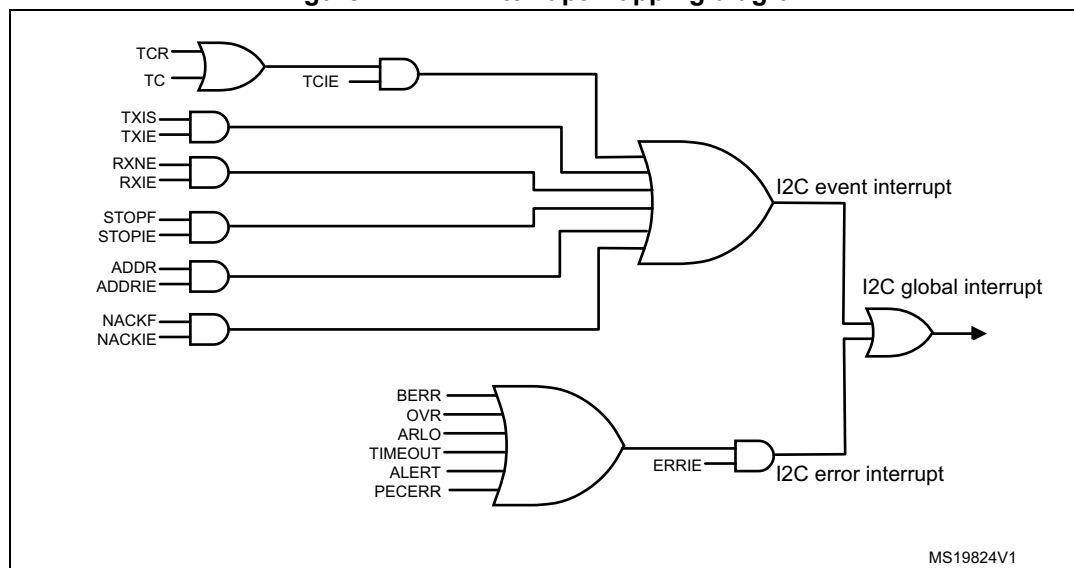 TCR
TC
TCIE
TXIS
TXIE
RXNE
RXIE
STOPF
STOPIE
ADDR
ADDRIE
NACKF
NACKIE
I2C event interrupt
I2C global interrupt
BERR
OVR
ARLO
TIMEOUT
ALERT
PECERR
ERRIE
I2C error interrupt
MS19824V1